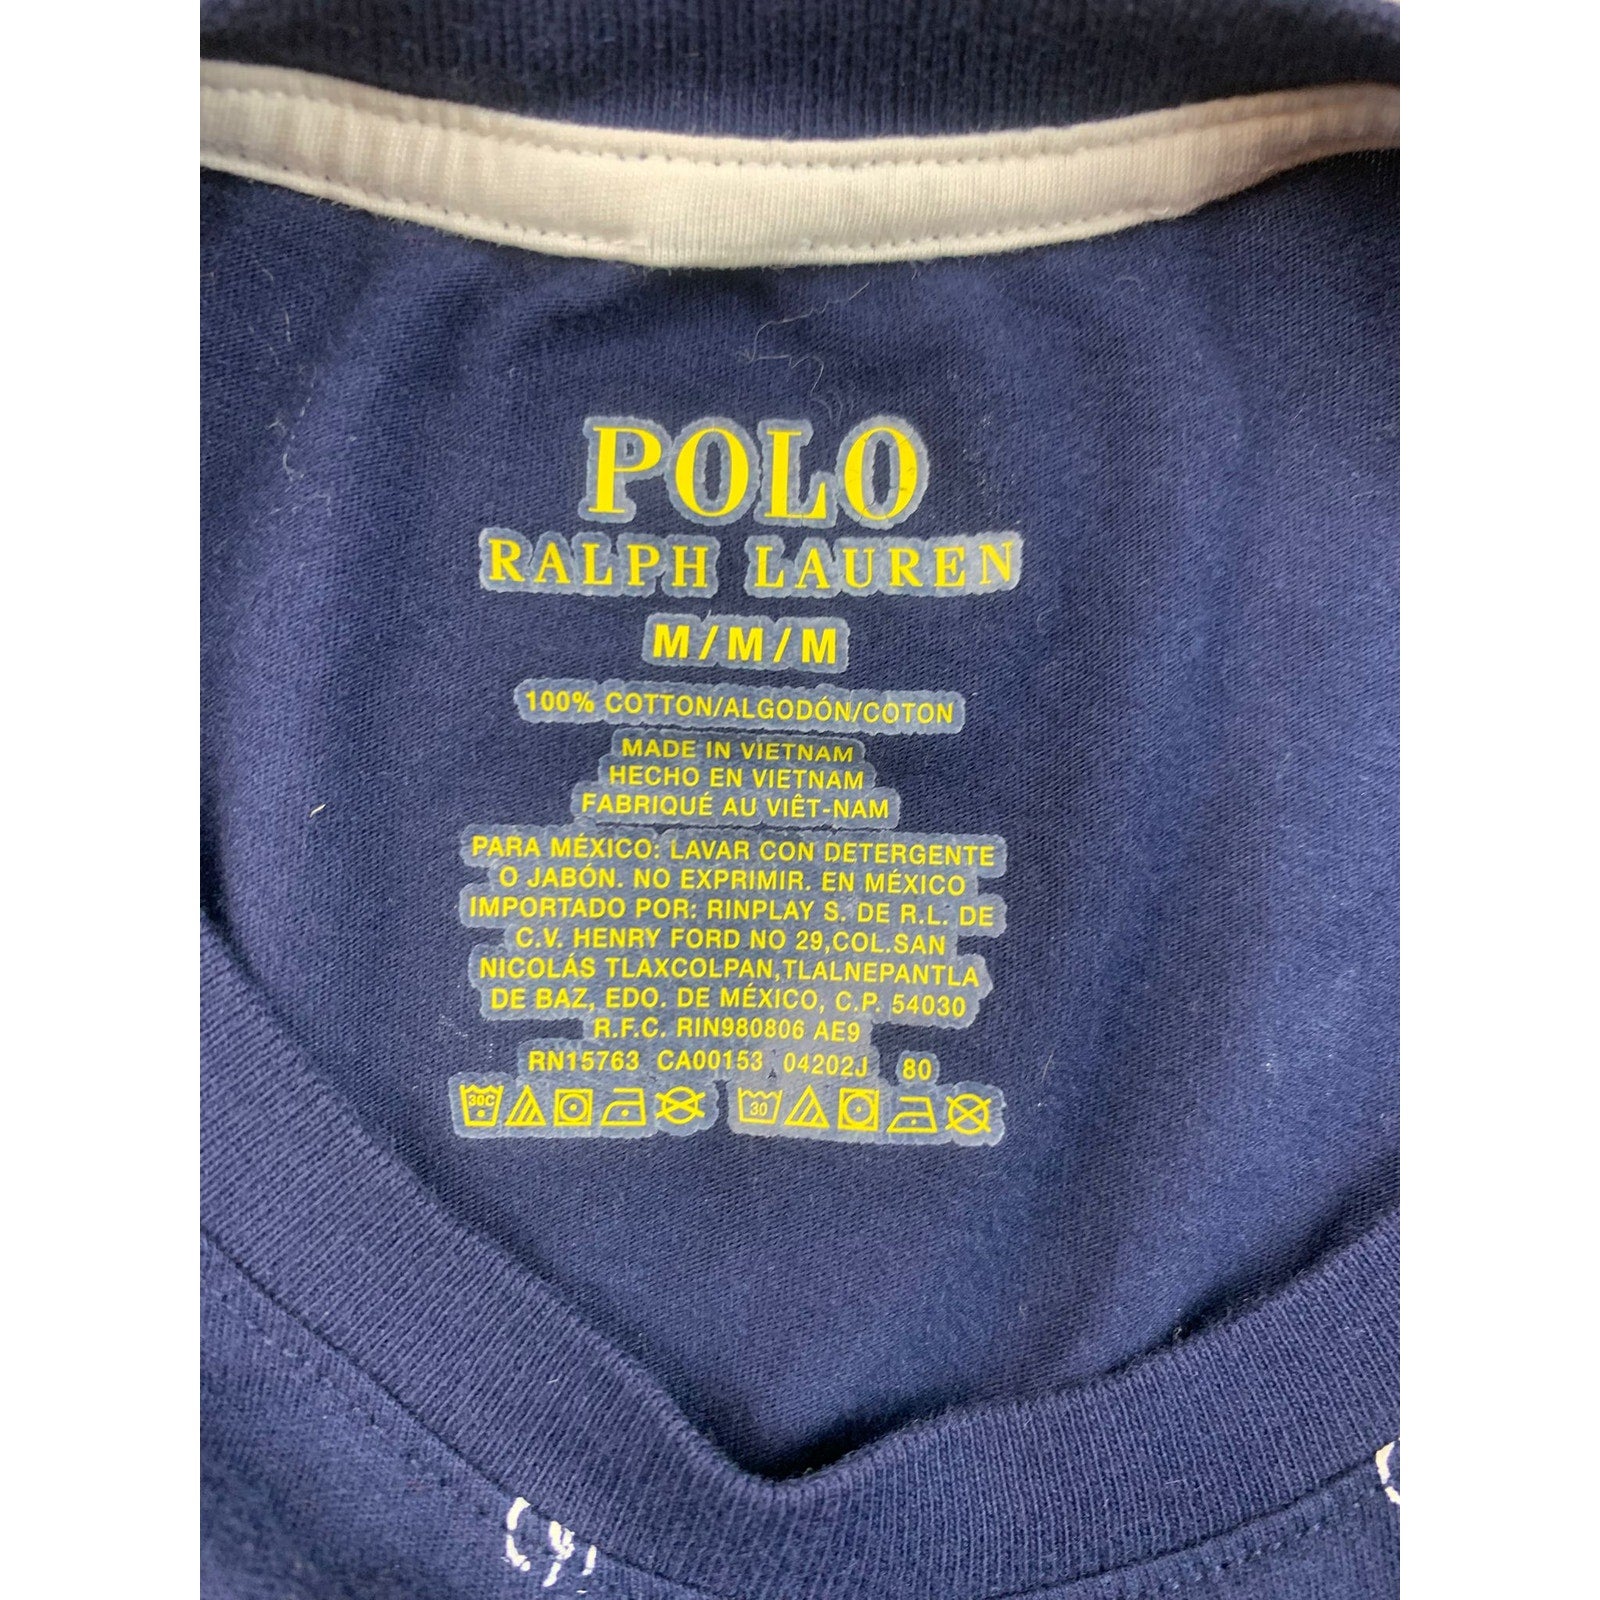 POLO
RALPH LAUREN
M/M/M
100% COTTON/ALGODÓN/COTON
MADE IN VIETNAM
HECHO EN VIETNAM
FABRIQUÉ AU VIÊT-NAM
PARA MÉXICO: LAVAR CON DETERGENTE
O JABÓN. NO EXPRIMIR. EN MÉXICO
IMPORTADO POR: RINPLAY S. DE R.L. DE
C.V. HENRY FORD NO 29,COL.SAN
NICOLÁS TLAXCOLPAN,TLALNEPANTLA
DE BAZ, EDO. DE MÉXICO, C.P. 54030
R.F.C. RIN980806 AE9
RN15763 CA00153 04202J 80
30C 30